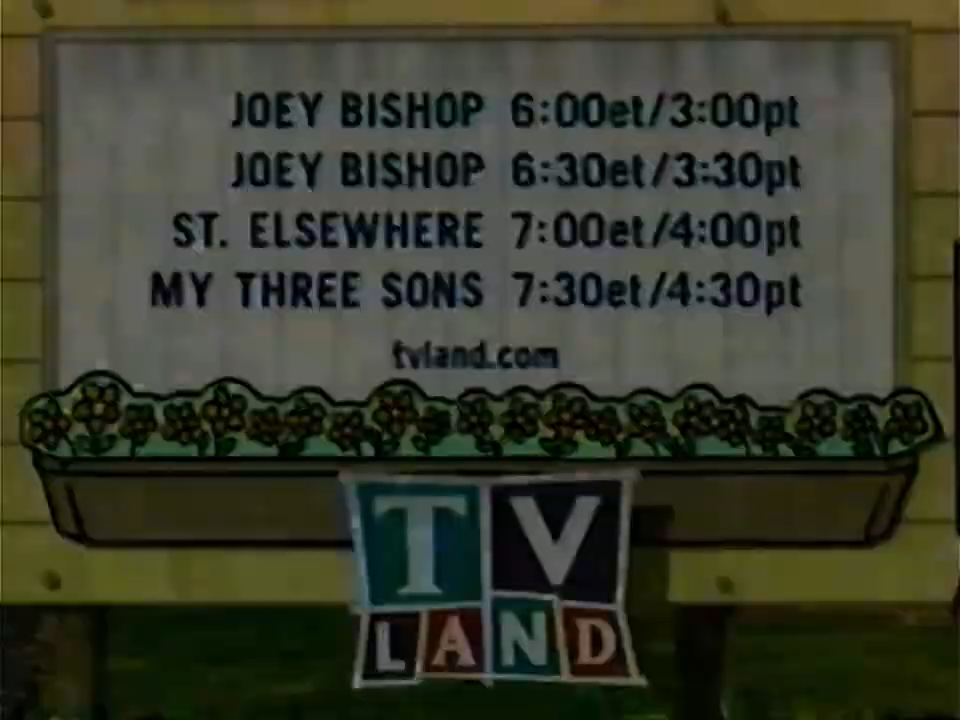 JOEY BISHOP 6:00et/3:00pt
JOEY BISHOP 6:30et/3:30pt
ST. ELSEWHERE 7:00et/4:00pt
MY THREE SONS 7:30et/4:30pt
tvland.com
TV
LAND